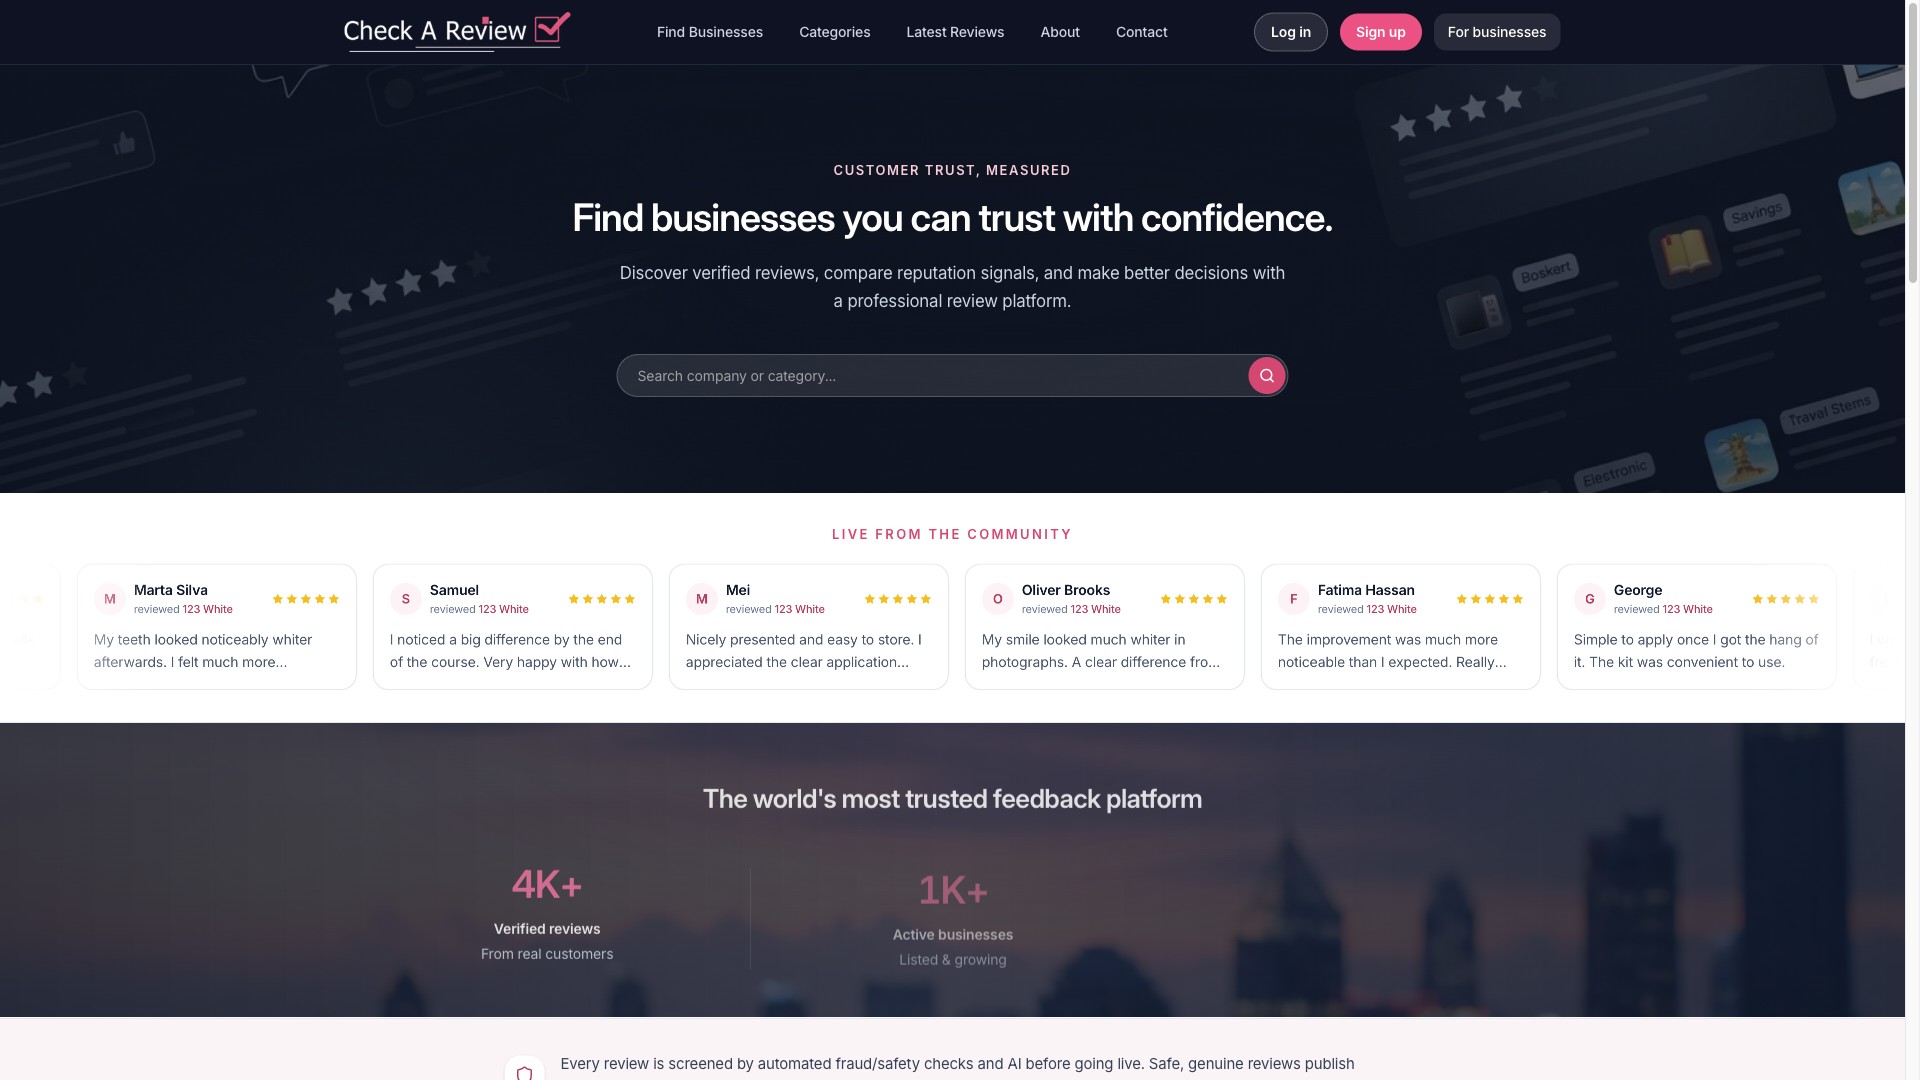 Check A Review
Find Businesses
Categories
Latest Reviews
About
Contact
Log in
Sign up
For businesses
CUSTOMER TRUST, MEASURED
Find businesses you can trust with confidence.
Discover verified reviews, compare reputation signals, and make better decisions with
a professional review platform.
Search company or category...
Savings
Boskert
Traval Stems
Elestronic
LIVE FROM THE COMMUNITY
M
Marta Silva
reviewed 123 White
My teeth looked noticeably whiter
afterwards. I felt much more...
S
Samuel
reviewed 123 White
I noticed a big difference by the end
of the course. Very happy with how...
M
Mei
reviewed 123 White
Nicely presented and easy to store. I
appreciated the clear application...
O
Oliver Brooks
reviewed 123 White
My smile looked much whiter in
photographs. A clear difference fro...
F
Fatima Hassan
reviewed 123 White
The improvement was much more
noticeable than I expected. Really...
G
George
reviewed 123 White
Simple to apply once I got the hang of
it. The kit was convenient to use.
The world's most trusted feedback platform
4K+
Verified reviews
From real customers
1K+
Active businesses
Listed & growing
Every review is screened by automated fraud/safety checks and AI before going live. Safe, genuine reviews publish